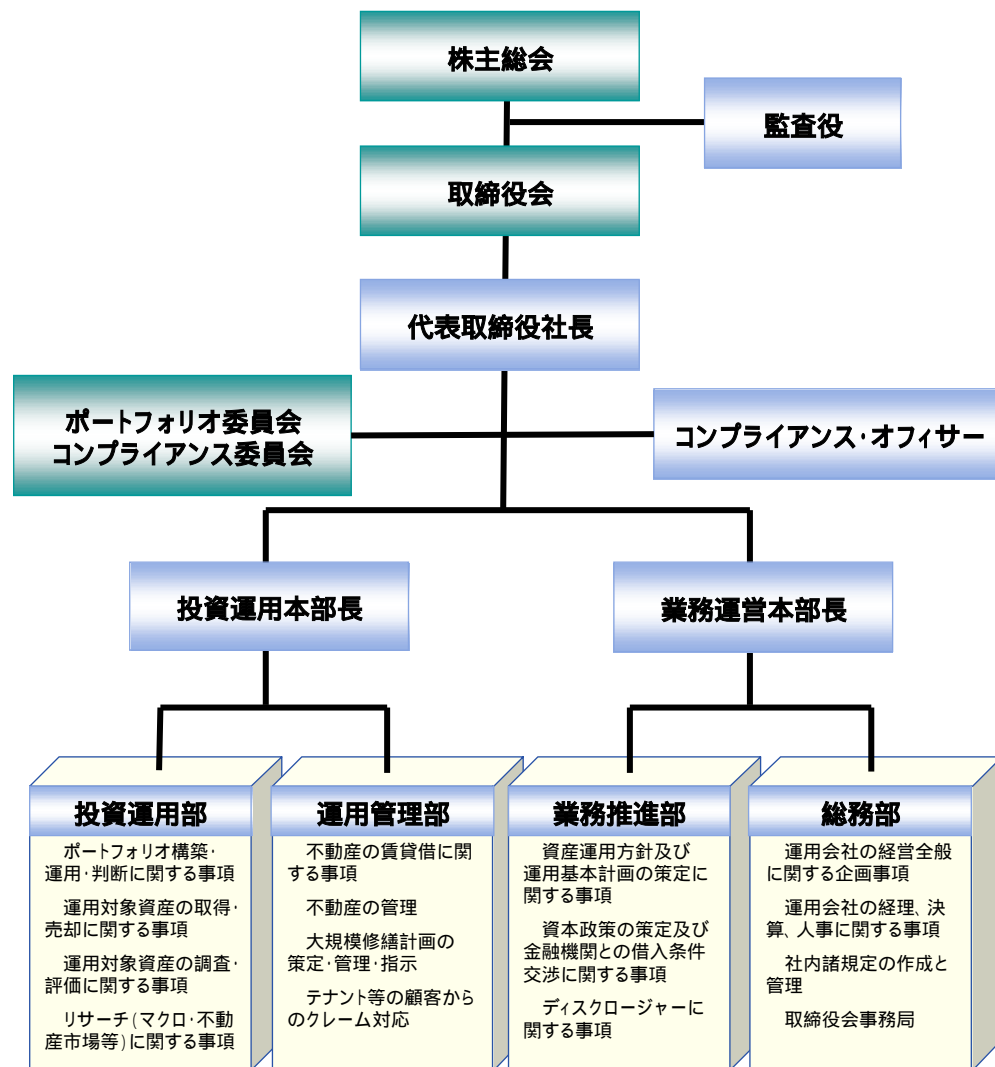 株主総会
監査役
取締役会
代表取締役社長
ポートフォリオ委員会
コンプライアンス委員会
コンプライアンス・オフィサー
投資運用本部長
業務運営本部長
投資運用部
ポートフォリオ構築・
運用・判断に関する事項
運用対象資産の取得・
売却に関する事項
運用対象資産の調査・
評価に関する事項
リサーチ(マクロ・不動
産市場等)に関する事項
運用管理部
不動産の賃貸借に関
する事項
不動産の管理
大規模修繕計画の
策定・管理・指示
テナント等の顧客から
のクレーム対応
業務推進部
資産運用方針及び
運用基本計画の策定に
関する事項
資本政策の策定及び
金融機関との借入条件
交渉に関する事項
ディスクロージャーに
関する事項
総務部
運用会社の経営全般
に関する企画事項
運用会社の経理、決
算、人事に関する事項
社内諸規定の作成と
管理
取締役会事務局